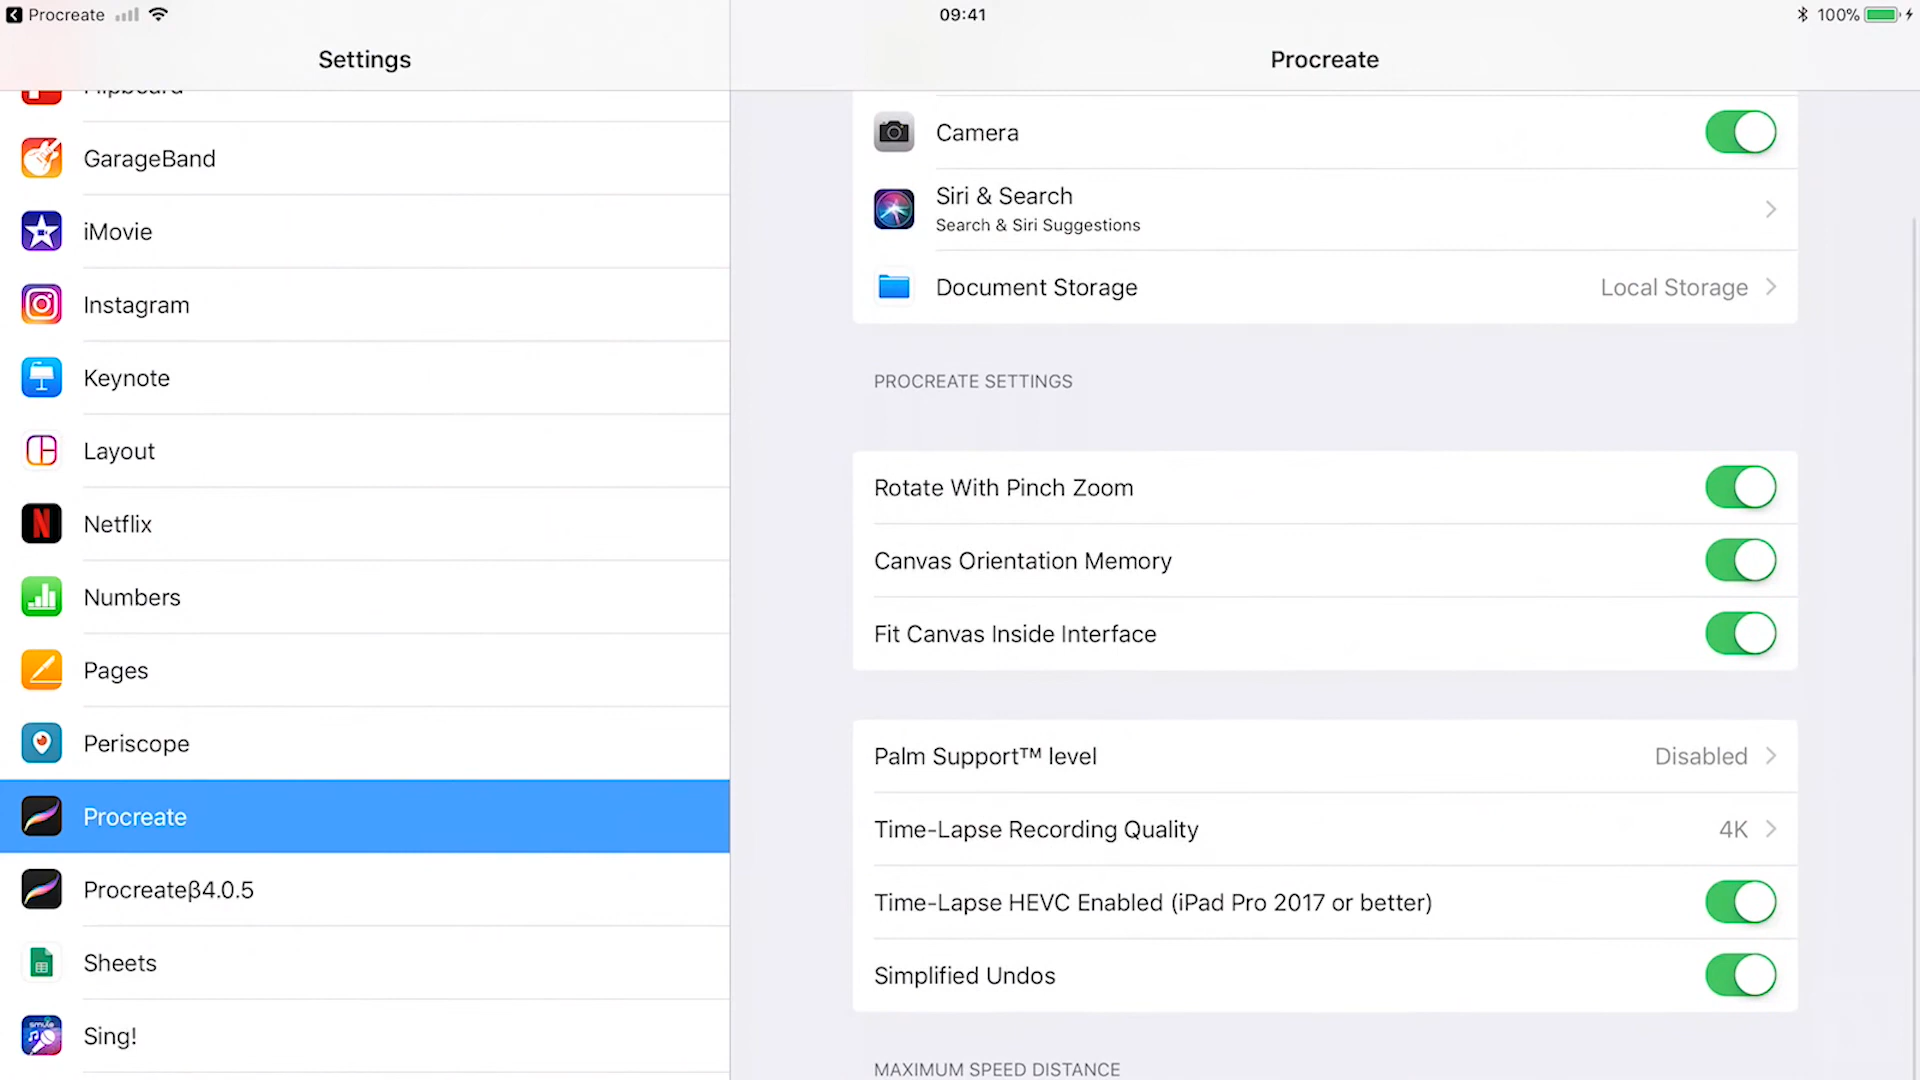 Procreate
09:41
100%
Settings
Procreate
Flipboard
GarageBand
iMovie
Instagram
Keynote
Layout
Netflix
Numbers
Pages
Periscope
Procreate
Procreateβ4.0.5
Sheets
Sing!
Camera
Siri & Search
Search & Siri Suggestions
Document Storage Local Storage
PROCREATE SETTINGS
Rotate With Pinch Zoom
Canvas Orientation Memory
Fit Canvas Inside Interface
Palm Support™ level Disabled
Time-Lapse Recording Quality 4K
Time-Lapse HEVC Enabled (iPad Pro 2017 or better)
Simplified Undos
MAXIMUM SPEED DISTANCE